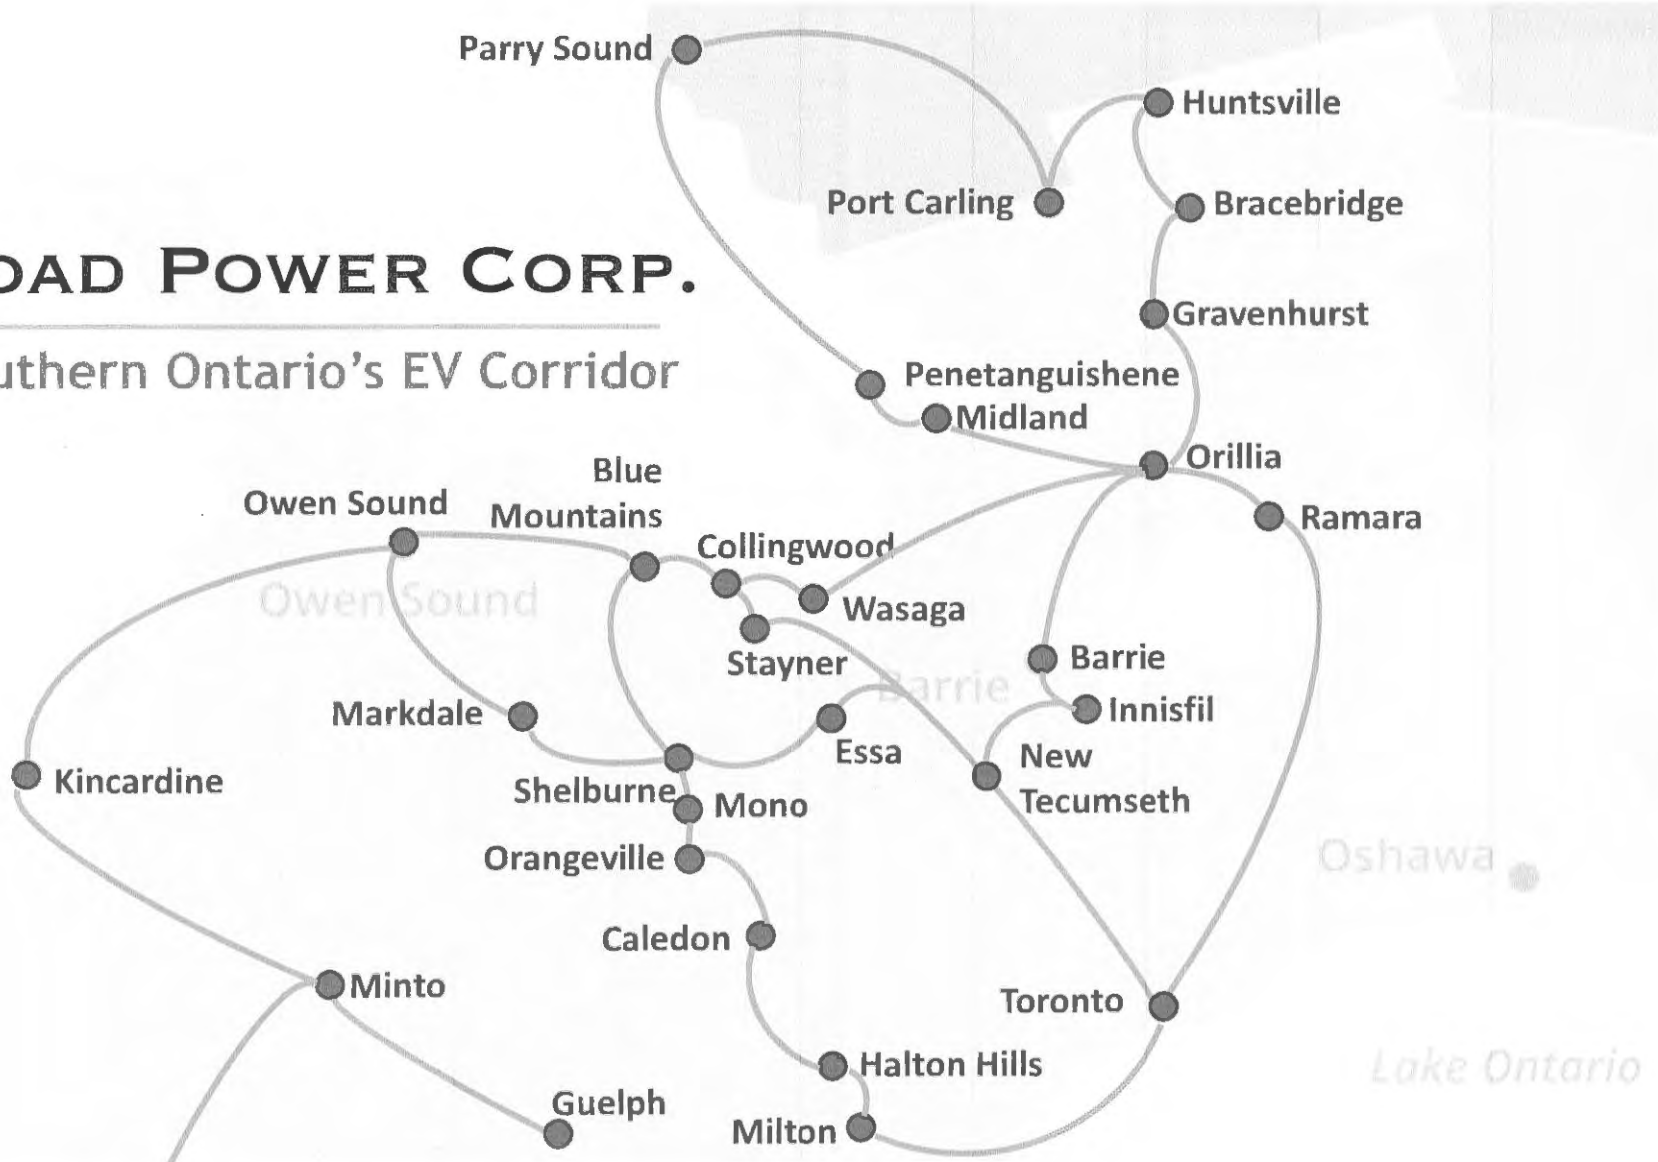 Parry Sound
Huntsville
Port Carling
Bracebridge
OAD POWER CORP.
Gravenhurst
uthern Ontario's EV Corridor
Penetanguishene
Midland
Orillia
Blue
Mountains
Owen Sound
Ramara
Collingwood
Owen Sound
Wasaga
Stayner
Barrie
Barrie
Innisfil
Markdale
Essa
New
Tecumseth
Kincardine
Shelburne
Mono
Orangeville
Oshawa
Caledon
Minto
Toronto
Halton Hills
Lake Ontario
Guelph
Milton